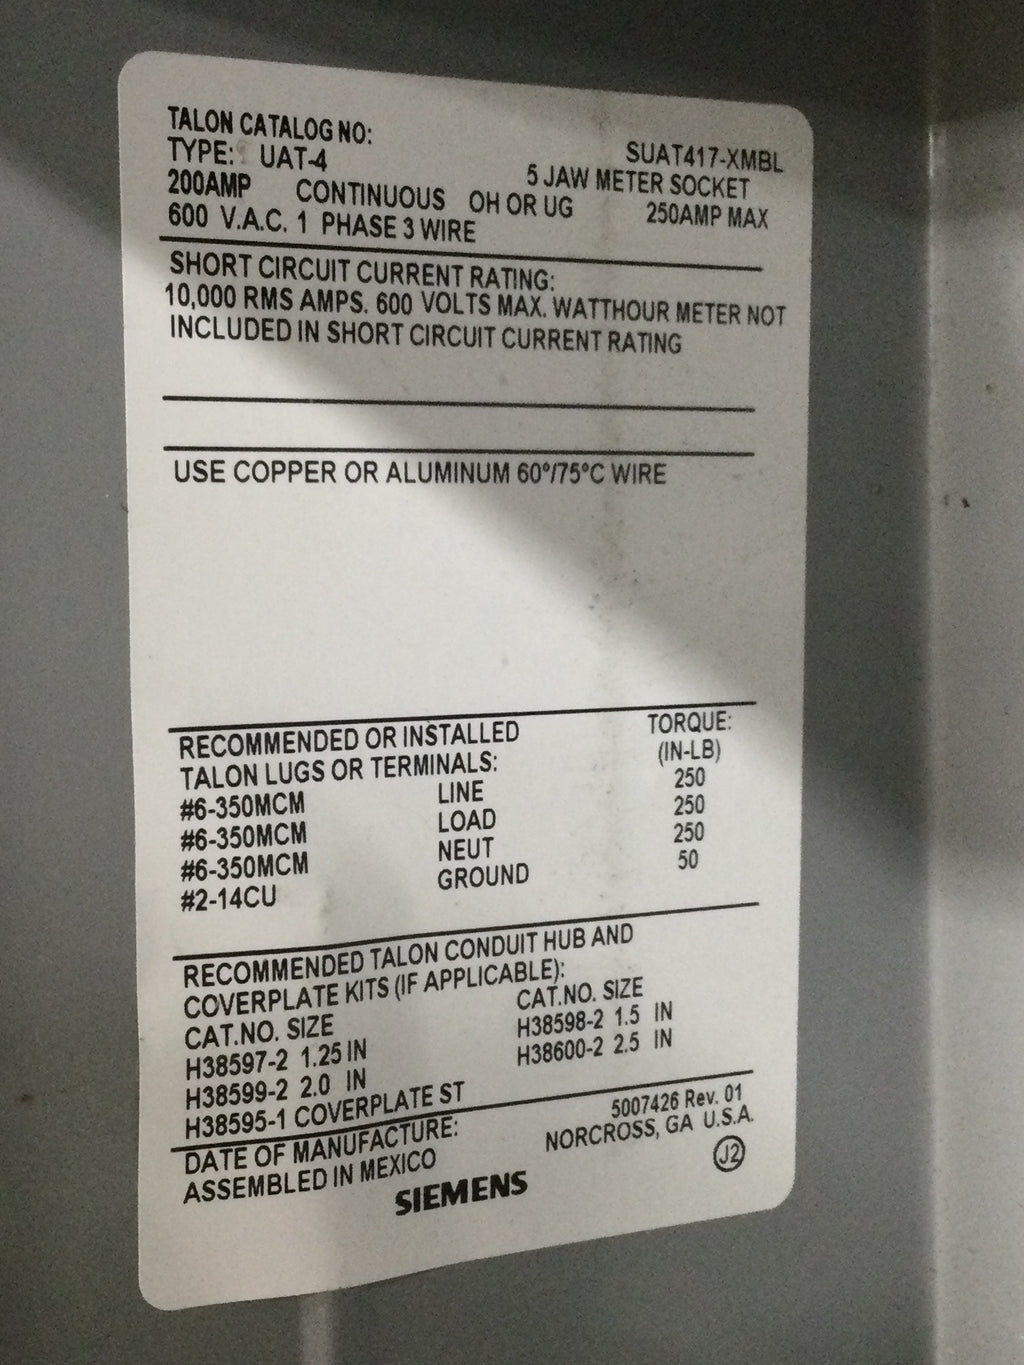 TALON CATALOG NO: SUAT417-XMBL
TYPE: UAT-4 5 JAW METER SOCKET
200AMP CONTINUOUS OH OR UG 250AMP MAX
600 V.A.C. 1 PHASE 3 WIRE
SHORT CIRCUIT CURRENT RATING:
10,000 RMS AMPS. 600 VOLTS MAX. WATTHOUR METER NOT
INCLUDED IN SHORT CIRCUIT CURRENT RATING
USE COPPER OR ALUMINUM 60°/75°C WIRE
RECOMMENDED OR INSTALLED TORQUE:
TALON LUGS OR TERMINALS: (IN-LB)
#6-350MCM LINE 250
#6-350MCM LOAD 250
#6-350MCM NEUT 250
#2-14CU GROUND 50
RECOMMENDED TALON CONDUIT HUB AND
COVERPLATE KITS (IF APPLICABLE):
CAT.NO. SIZE CAT.NO. SIZE
H38597-2 1.25 IN H38598-2 1.5 IN
H38599-2 2.0 IN H38600-2 2.5 IN
H38595-1 COVERPLATE ST
DATE OF MANUFACTURE: 5007426 Rev. 01
ASSEMBLED IN MEXICO NORCROSS, GA U.S.A.
SIEMENS J2